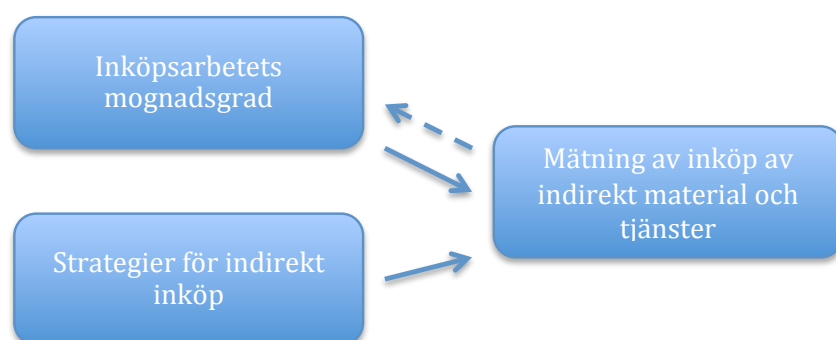 Inköpsarbetets
mognadsgrad
Mätning av inköp av
indirekt material och
tjänster
Strategier för indirekt
inköp